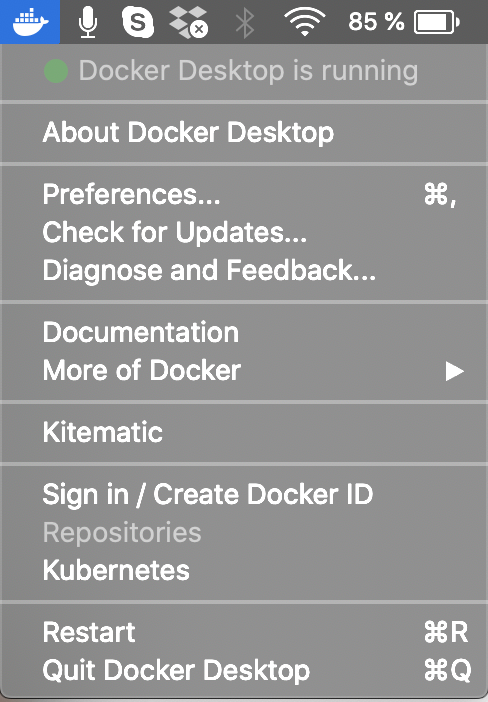 85 %
Docker Desktop is running
About Docker Desktop
Preferences... ⌘,
Check for Updates...
Diagnose and Feedback...
Documentation
More of Docker ▶
Kitematic
Sign in / Create Docker ID
Repositories
Kubernetes
Restart ⌘R
Quit Docker Desktop ⌘Q